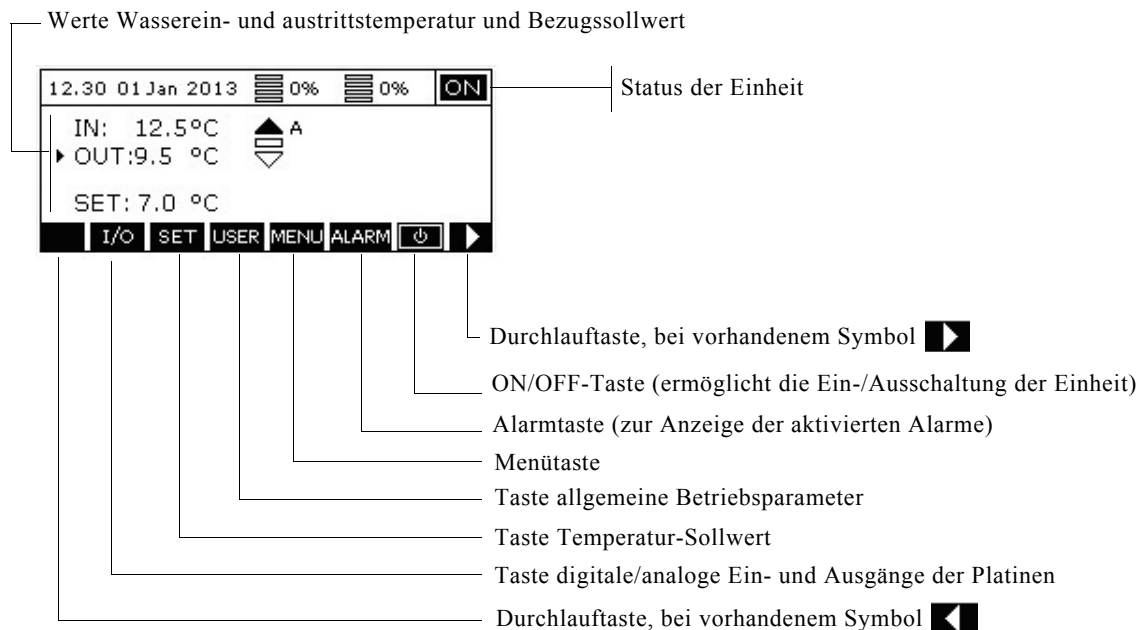 Werte Wasserein- und austrittstemperatur und Bezugssollwert
12.30 01 Jan 2013 0% 0% ON
Status der Einheit
IN: 12.5°C A
OUT:9.5 °C
SET: 7.0 °C
I/O SET USER MENU ALARM
Durchlauftaste, bei vorhandenem Symbol
ON/OFF-Taste (ermöglicht die Ein-/Ausschaltung der Einheit)
Alarmtaste (zur Anzeige der aktivierten Alarme)
Menütaste
Taste allgemeine Betriebsparameter
Taste Temperatur-Sollwert
Taste digitale/analoge Ein- und Ausgänge der Platinen
Durchlauftaste, bei vorhandenem Symbol